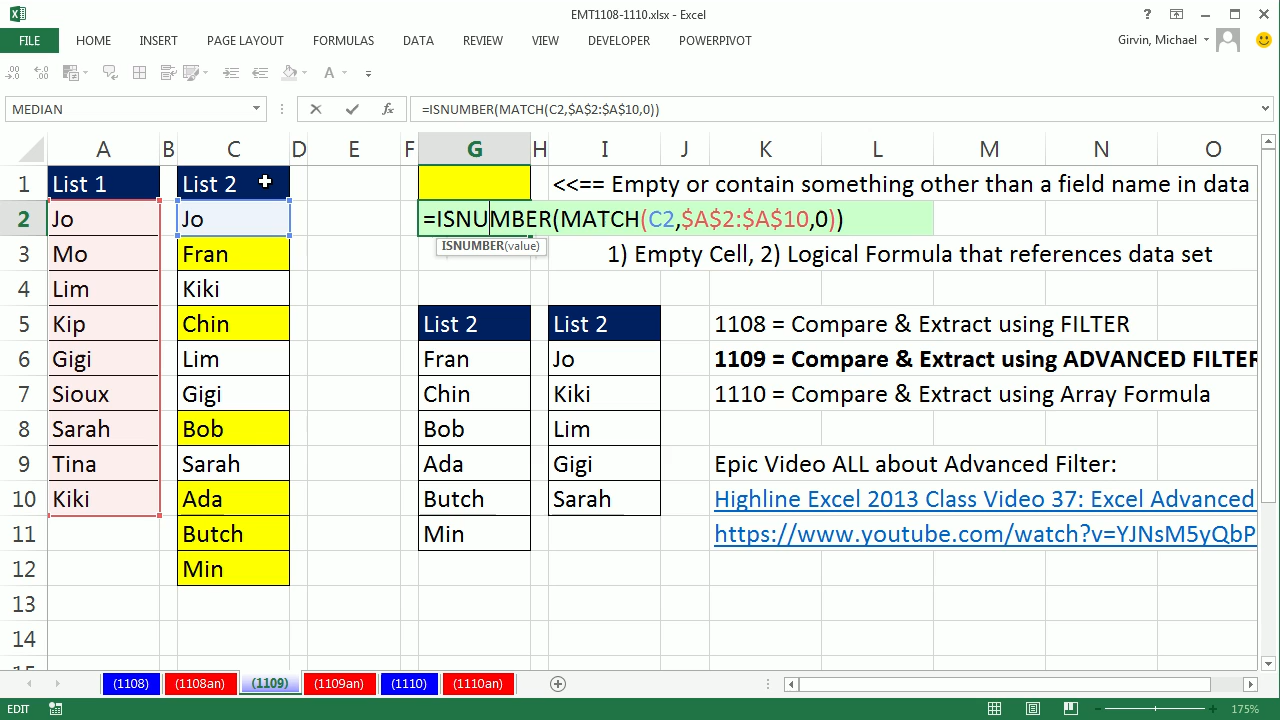 EMT1108-1110.xlsx - Excel
FILE HOME INSERT PAGE LAYOUT FORMULAS DATA REVIEW VIEW DEVELOPER POWERPIVOT Girvin, Michael
MEDIAN =ISNUMBER(MATCH(C2,$A$2:$A$10,0))
A B C D E F G H I J K L M N O
1 List 1 List 2 <<== Empty or contain something other than a field name in data
2 Jo Jo =ISNUMBER(MATCH(C2,$A$2:$A$10,0))
ISNUMBER(value)
3 Mo Fran 1) Empty Cell, 2) Logical Formula that references data set
4 Lim Kiki
5 Kip Chin List 2 List 2 1108 = Compare & Extract using FILTER
6 Gigi Lim Fran Jo 1109 = Compare & Extract using ADVANCED FILTER
7 Sioux Gigi Chin Kiki 1110 = Compare & Extract using Array Formula
8 Sarah Bob Bob Lim
9 Tina Sarah Ada Gigi Epic Video ALL about Advanced Filter:
10 Kiki Ada Butch Sarah Highline Excel 2013 Class Video 37: Excel Advanced
11 Butch Min https://www.youtube.com/watch?v=YJNsM5yQbP
12 Min
13
14
(1108) (1108an) (1109) (1109an) (1110) (1110an)
EDIT 175%